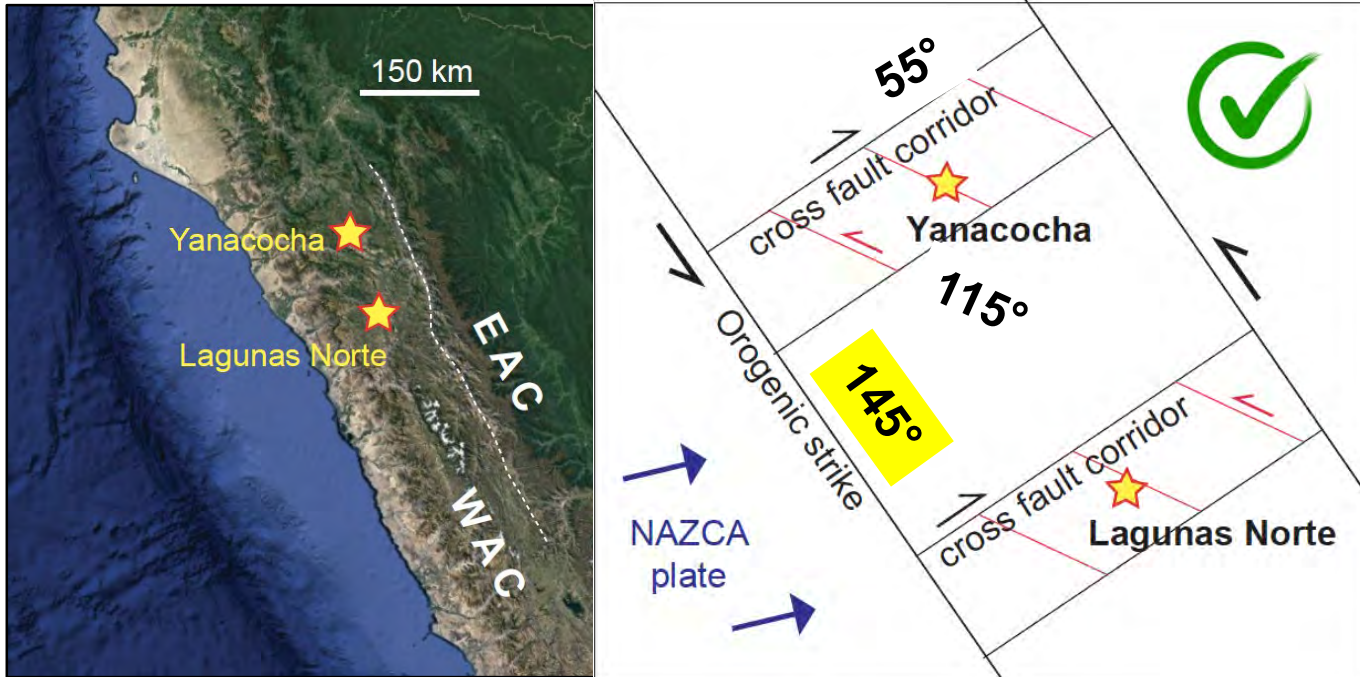 150 km
Yanacocha
Lagunas Norte
EAC
WAC
55°
cross fault corridor
Yanacocha
115°
Orogenic strike
145°
cross fault corridor
Lagunas Norte
NAZCA
plate